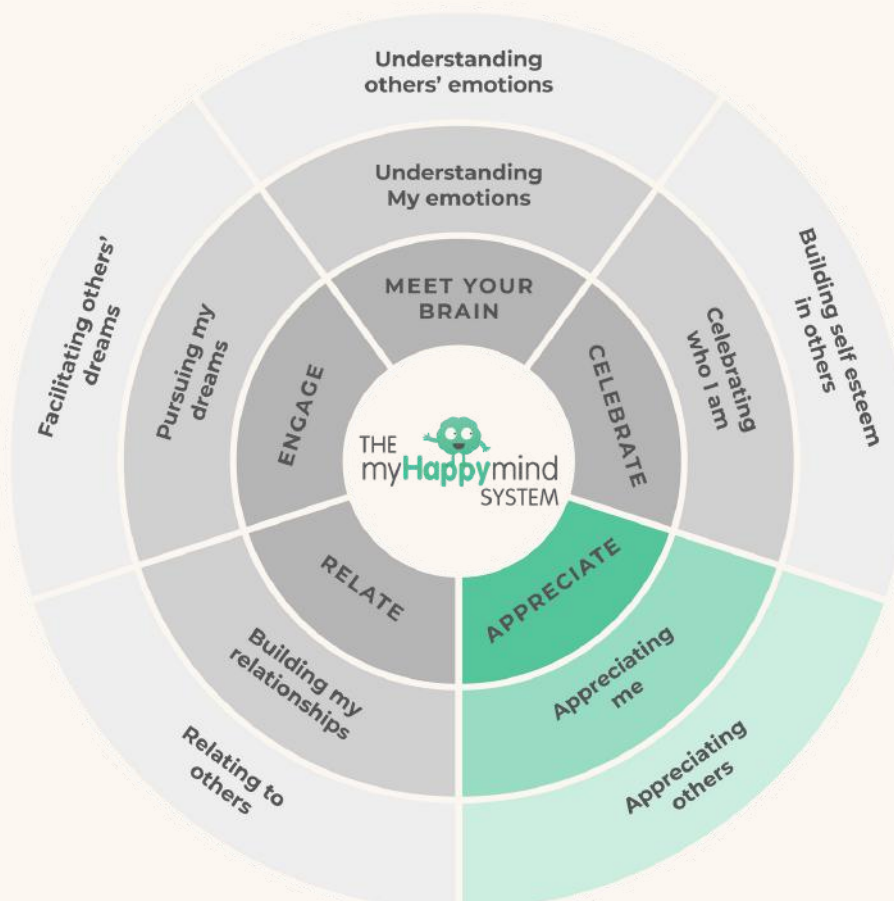 Understanding
others' emotions
Understanding
My emotions
MEET YOUR
BRAIN
Building self esteem
in others
Celebrating
who I am
CELEBRATE
APPRECIATE
Appreciating
me
Appreciating
others
RELATE
Building my
relationships
Relating to
others
ENGAGE
Pursuing my
dreams
Facilitating others'
dreams
THE
myHappymind
SYSTEM